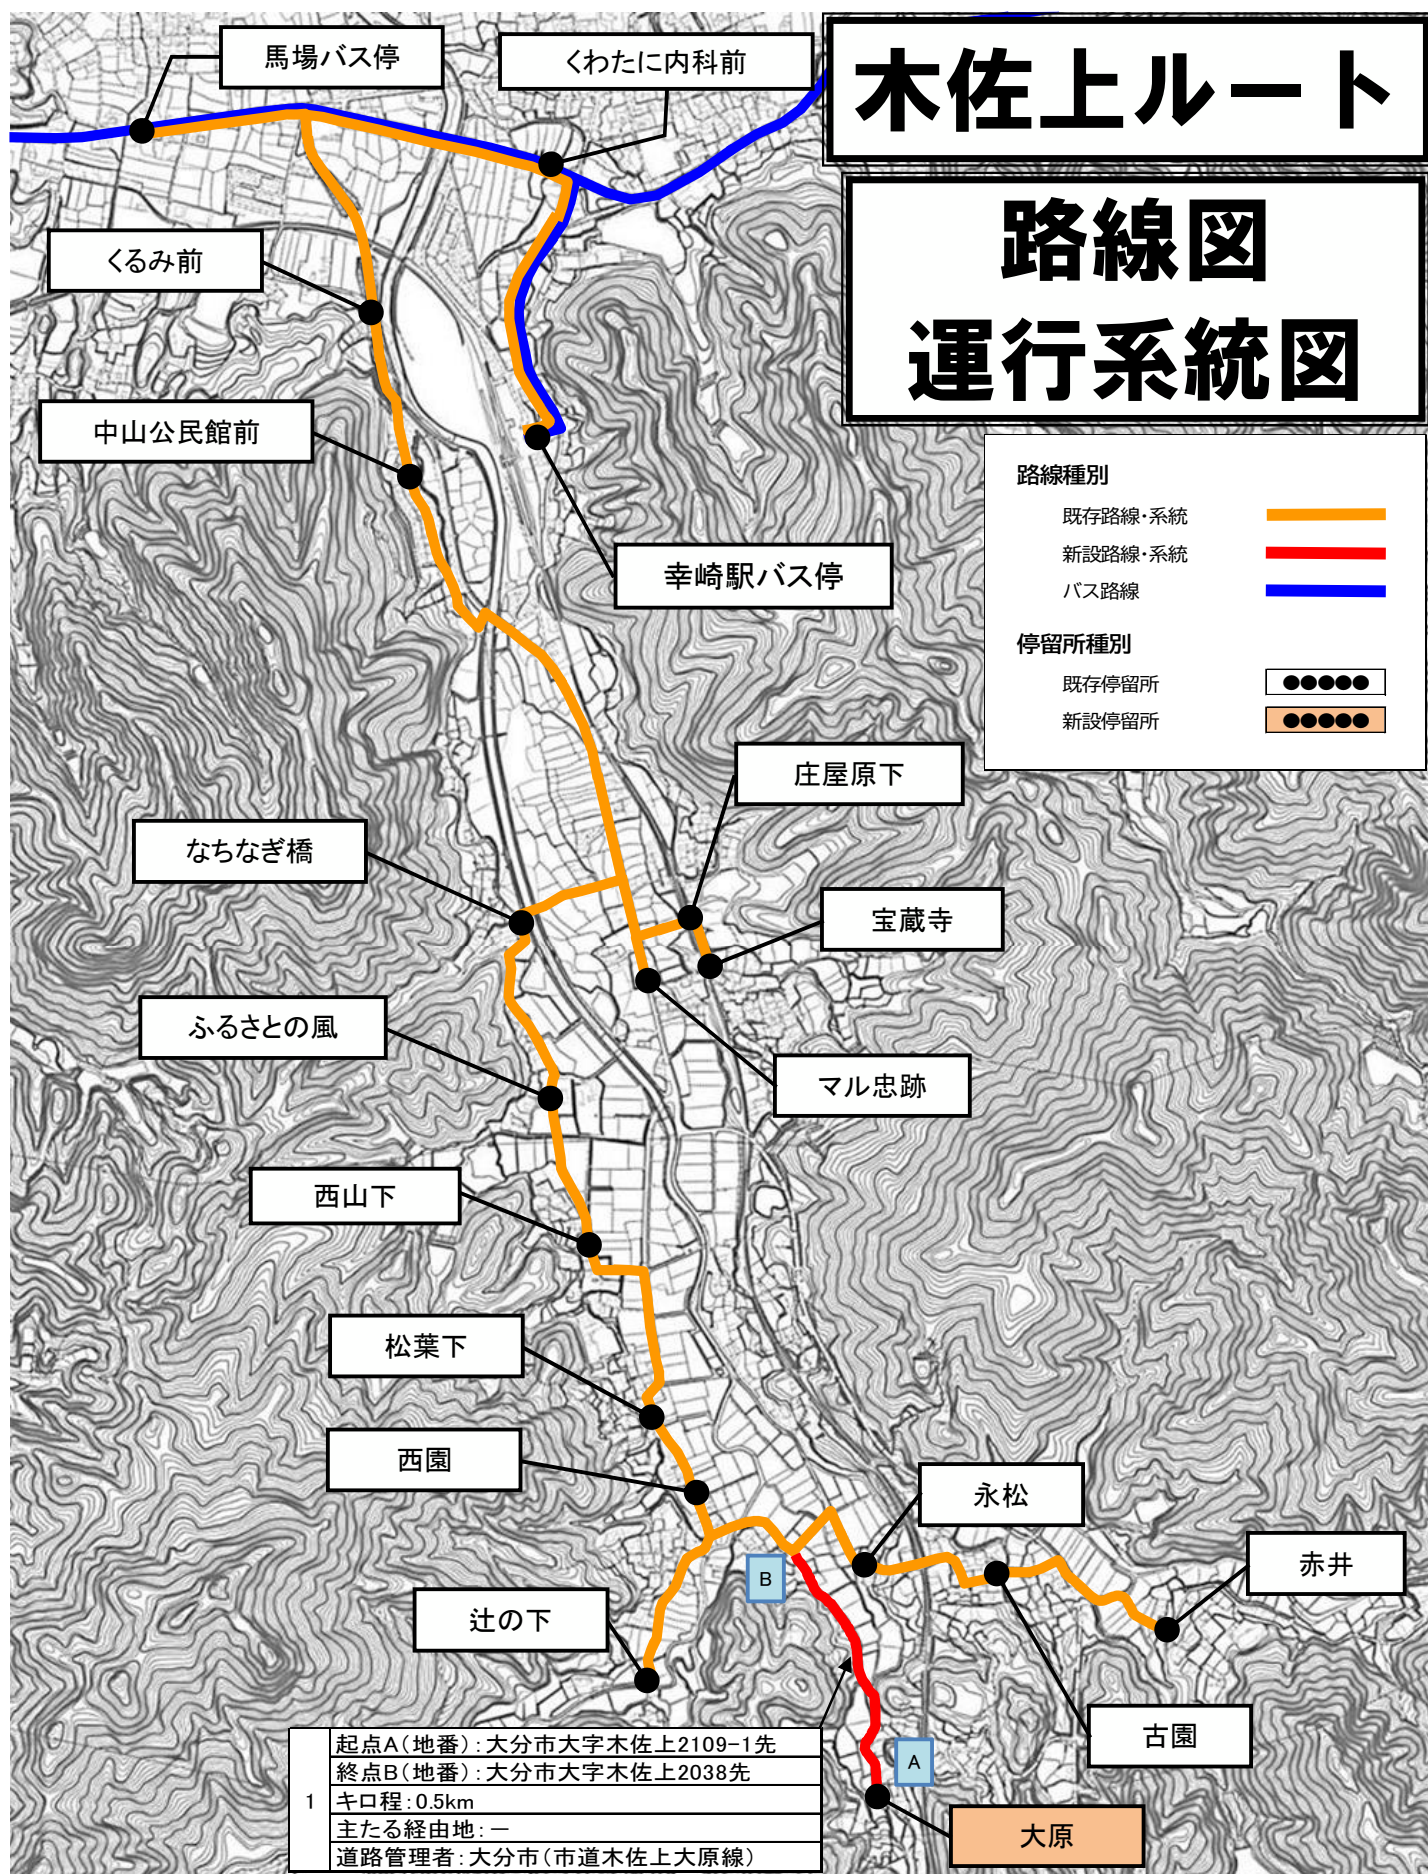 木佐上ルート
路線図
運行系統図
馬場バス停
くわたに内科前
くるみ前
中山公民館前
幸崎駅バス停
路線種別
既存路線・系統
新設路線・系統
バス路線
停留所種別
既存停留所
●●●●●
新設停留所
●●●●●
庄屋原下
なちなぎ橋
宝蔵寺
ふるさとの風
マル忠跡
西山下
松葉下
西園
永松
赤井
B
辻の下
古園
A
大原
1
起点A(地番):大分市大字木佐上2109-1先
終点B(地番):大分市大字木佐上2038先
キロ程:0.5km
主たる経由地:-
道路管理者:大分市(市道木佐上大原線)